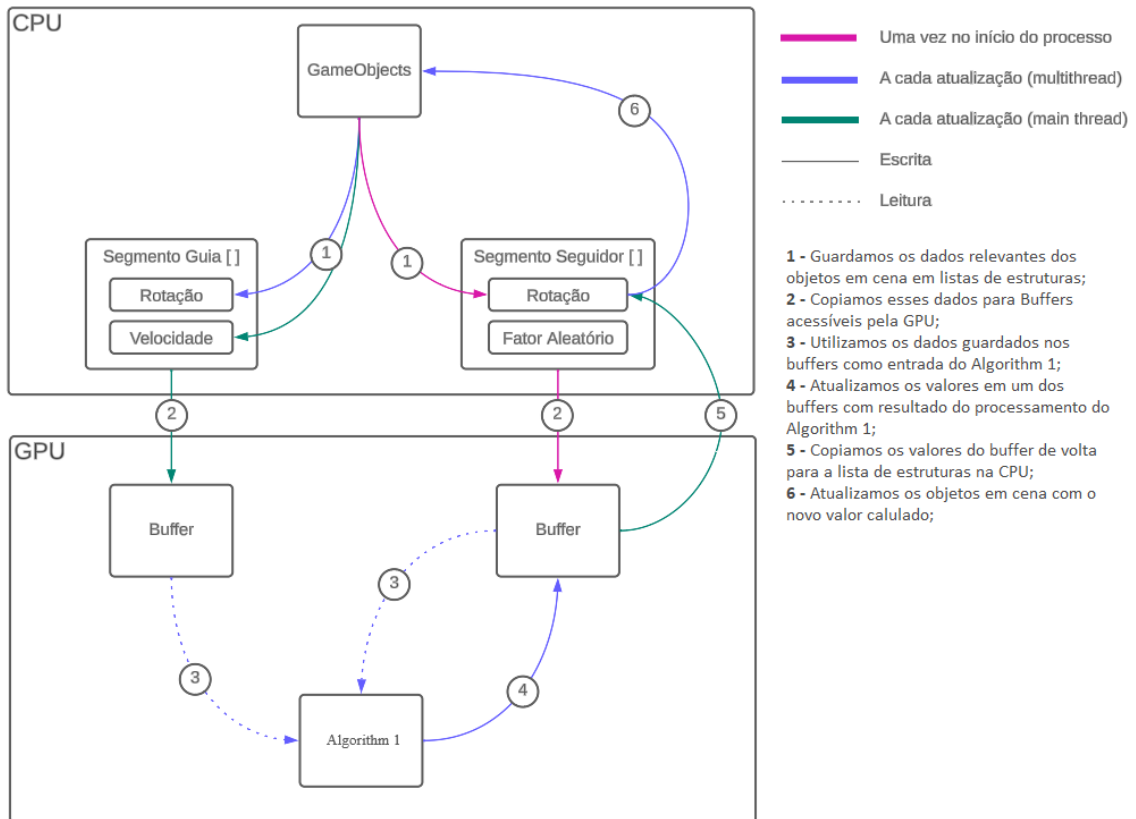 CPU
GameObjects
6
1
1
Segmento Guia [ ]
Rotação
Velocidade
Segmento Seguidor [ ]
Rotação
Fator Aleatório
2
2
5
GPU
Buffer
Buffer
3
3
4
Algorithm 1
Uma vez no início do processo
A cada atualização (multithread)
A cada atualização (main thread)
Escrita
Leitura
1 - Guardamos os dados relevantes dos
objetos em cena em listas de estruturas;
2 - Copiamos esses dados para Buffers
acessíveis pela GPU;
3 - Utilizamos os dados guardados nos
buffers como entrada do Algorithm 1;
4 - Atualizamos os valores em um dos
buffers com resultado do processamento do
Algorithm 1;
5 - Copiamos os valores do buffer de volta
para a lista de estruturas na CPU;
6 - Atualizamos os objetos em cena com o
novo valor calulado;